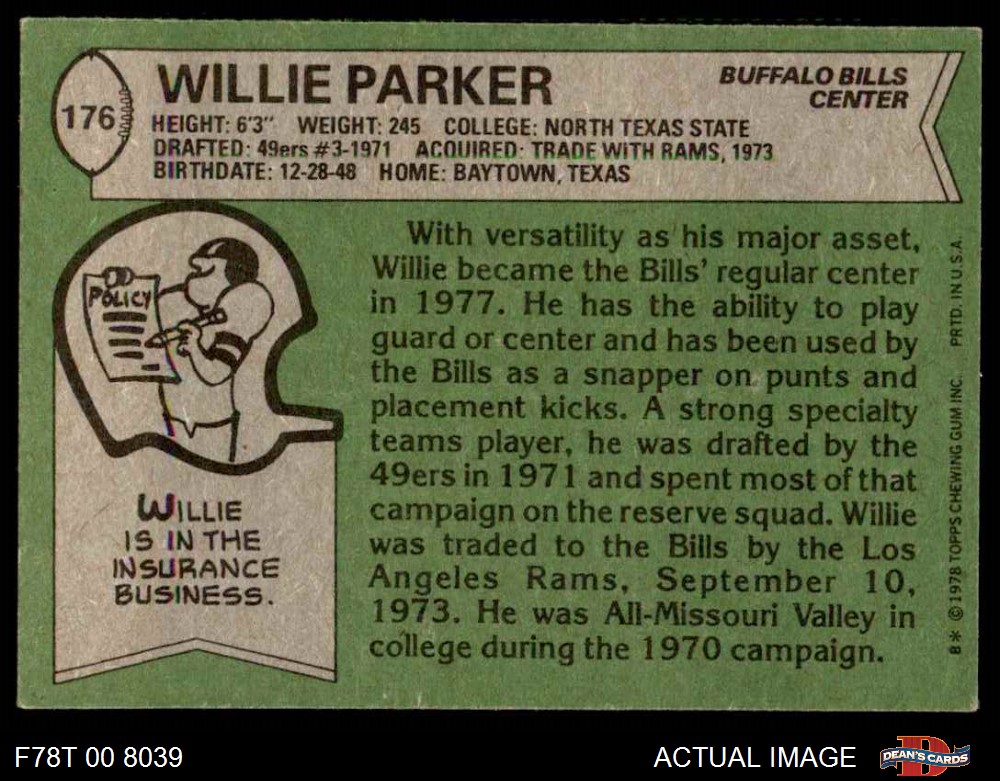 176
WILLIE PARKER
BUFFALO BILLS
CENTER
HEIGHT: 6'3" WEIGHT: 245 COLLEGE: NORTH TEXAS STATE
DRAFTED: 49ers #3-1971 ACQUIRED: TRADE WITH RAMS, 1973
BIRTHDATE: 12-28-48 HOME: BAYTOWN, TEXAS
POLICY
WILLIE
IS IN THE
INSURANCE
BUSINESS.
With versatility as his major asset,
Willie became the Bills' regular center
in 1977. He has the ability to play
guard or center and has been used by
the Bills as a snapper on punts and
placement kicks. A strong specialty
teams player, he was drafted by the
49ers in 1971 and spent most of that
campaign on the reserve squad. Willie
was traded to the Bills by the Los
Angeles Rams, September 10,
1973. He was All-Missouri Valley in
college during the 1970 campaign.
8* © 1978 TOPPS CHEWING GUM INC. PRTD. IN U.S.A.
F78T 00 8039
ACTUAL IMAGE
DEAN'S CARDS